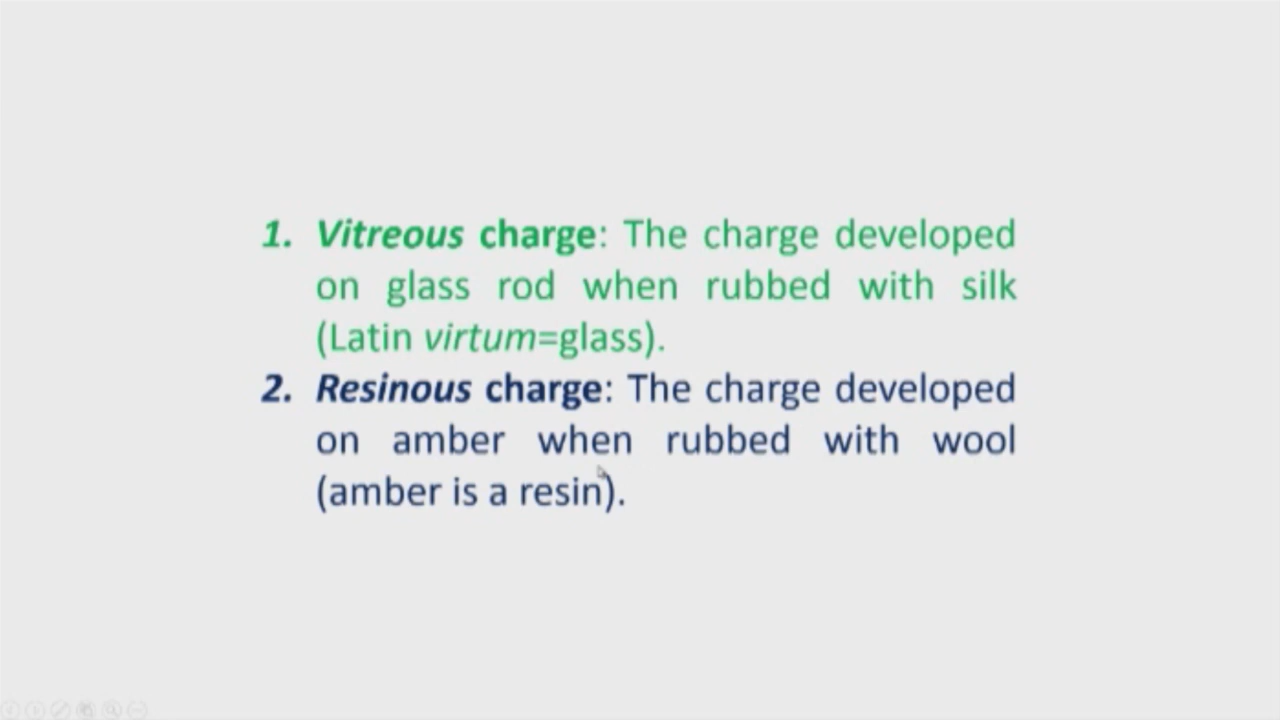 1. Vitreous charge: The charge developed
on glass rod when rubbed with silk
(Latin virtum=glass).
2. Resinous charge: The charge developed
on amber when rubbed with wool
(amber is a resin).